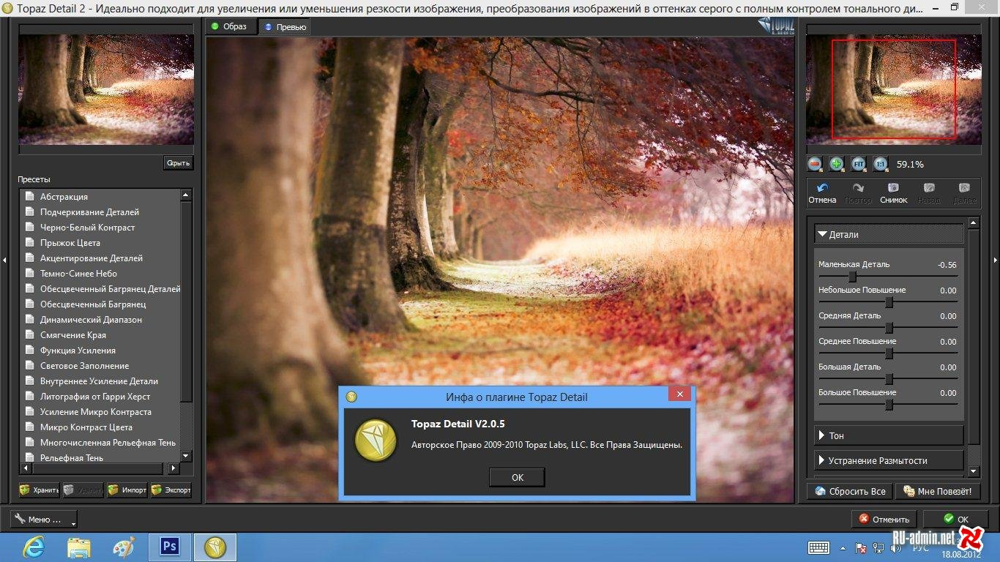 Topaz Detail 2 - Идеально подходит для увеличения или уменьшения резкости изображения, преобразования изображений в оттенках серого с полным контролем тонального ди...
Образ
Превью
TOPAZ
LABS
Скрыть
Пресеты
Абстракция
Подчеркивание Деталей
Черно-Белый Контраст
Прыжок Цвета
Акцентирование Деталей
Темно-Синее Небо
Обесцвеченный Багрянец Деталей
Обесцвеченный Багрянец
Динамический Диапазон
Смягчение Края
Функция Усиления
Световое Заполнение
Внутреннее Усиление Детали
Литография от Гарри Херст
Усиление Микро Контраста
Микро Контраст Цвета
Многочисленная Рельефная Тень
Рельефная Тень
Хранить
Удалить
Импорт
Экспорт
Меню ...
FIT
1:1
59.1%
Отмена
Повтор
Снимок
Назад
Далее
Детали
Маленькая Деталь -0.56
Небольшое Повышение 0.00
Средняя Деталь 0.00
Среднее Повышение 0.00
Большая Деталь 0.00
Большое Повышение 0.00
Тон
Устранение Размытости
Сбросить Все
Мне Повезёт!
Отменить
OK
Инфа о плагине Topaz Detail
Topaz Detail V2.0.5
Авторское Право 2009-2010 Topaz Labs, LLC. Все Права Защищены.
OK
Ps
РУС
RU-admin.net
18.08.2012